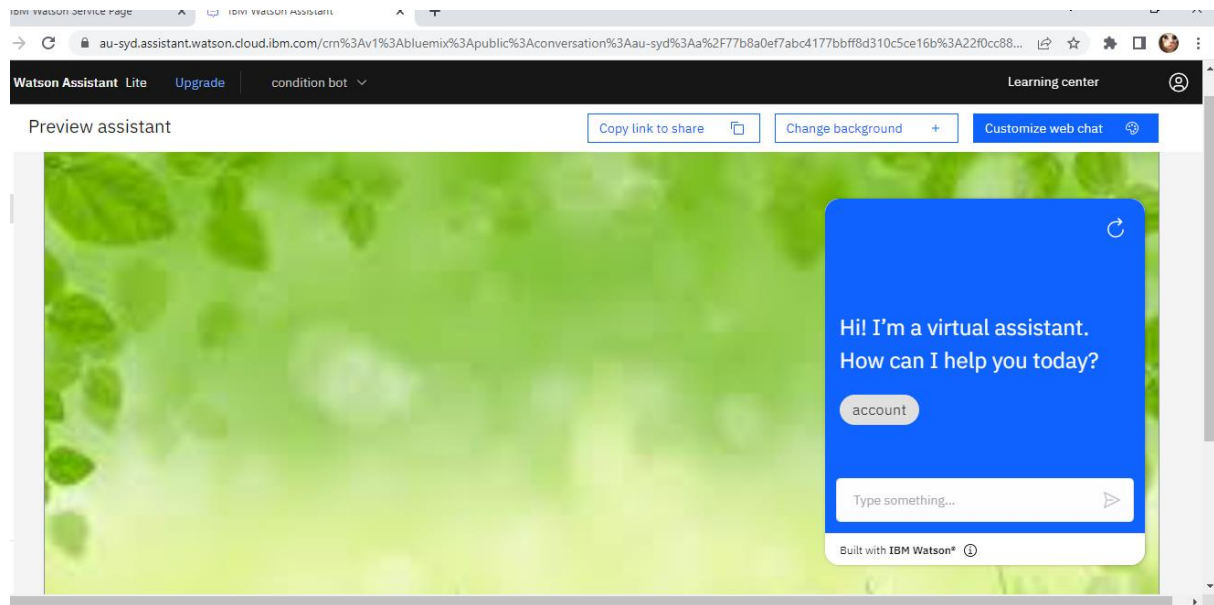 IBM Watson Service Page
IBM Watson Assistant
au-syd.assistant.watson.cloud.ibm.com/crn%3Av1%3Abluemix%3Apublic%3Aconversation%3Aau-syd%3Aa%2F77b8a0ef7abc4177bbff8d310c5ce16b%3A22f0cc88...
Watson Assistant Lite Upgrade condition bot Learning center
Preview assistant Copy link to share Change background + Customize web chat
Hi! I'm a virtual assistant.
How can I help you today?
account
Type something...
Built with IBM Watson®